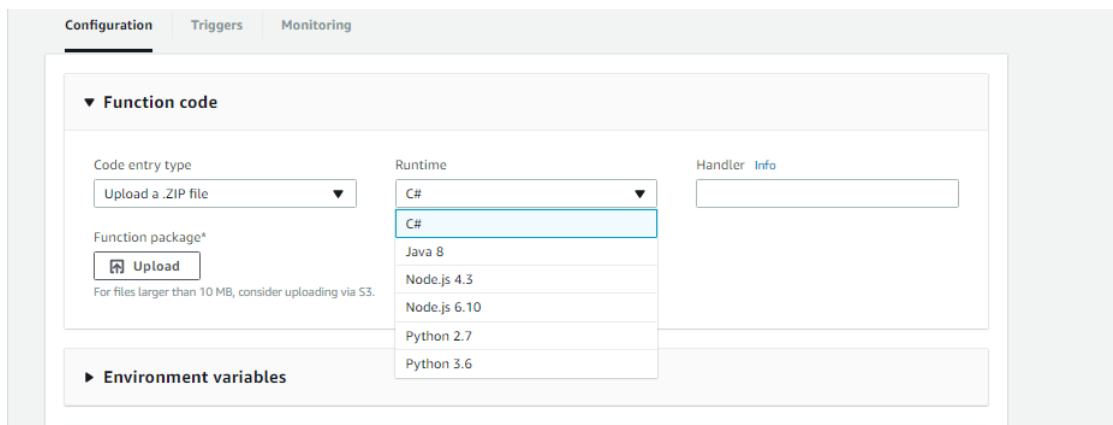 Configuration Triggers Monitoring
Function code
Code entry type Runtime Handler Info
Upload a .ZIP file C#
C#
Function package*
Java 8
Upload
Node.js 4.3
For files larger than 10 MB, consider uploading via S3.
Node.js 6.10
Python 2.7
Python 3.6
Environment variables